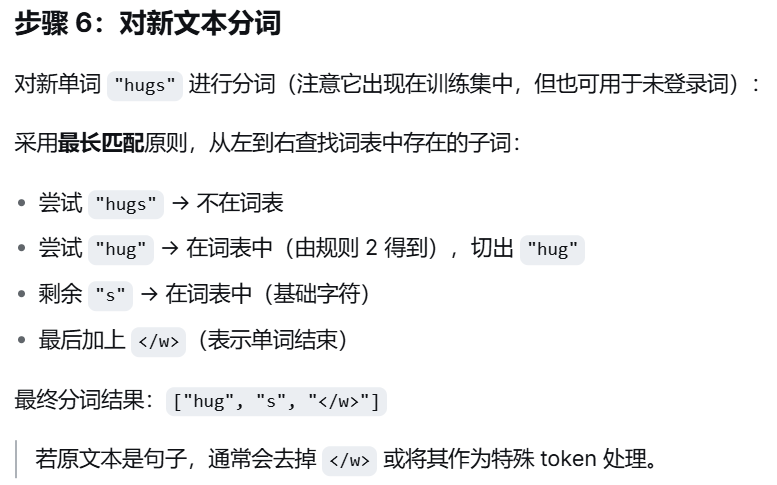 步骤 6：对新文本分词
对新单词 "hugs" 进行分词（注意它出现在训练集中，但也可用于未登录词）：
采用最长匹配原则，从左到右查找词表中存在的子词：
• 尝试 "hugs" → 不在词表
• 尝试 "hug" → 在词表中（由规则 2 得到），切出 "hug"
• 剩余 "s" → 在词表中（基础字符）
• 最后加上 </w>（表示单词结束）
最终分词结果：["hug", "s", "</w>"]
若原文本是句子，通常会去掉 </w> 或将其作为特殊 token 处理。